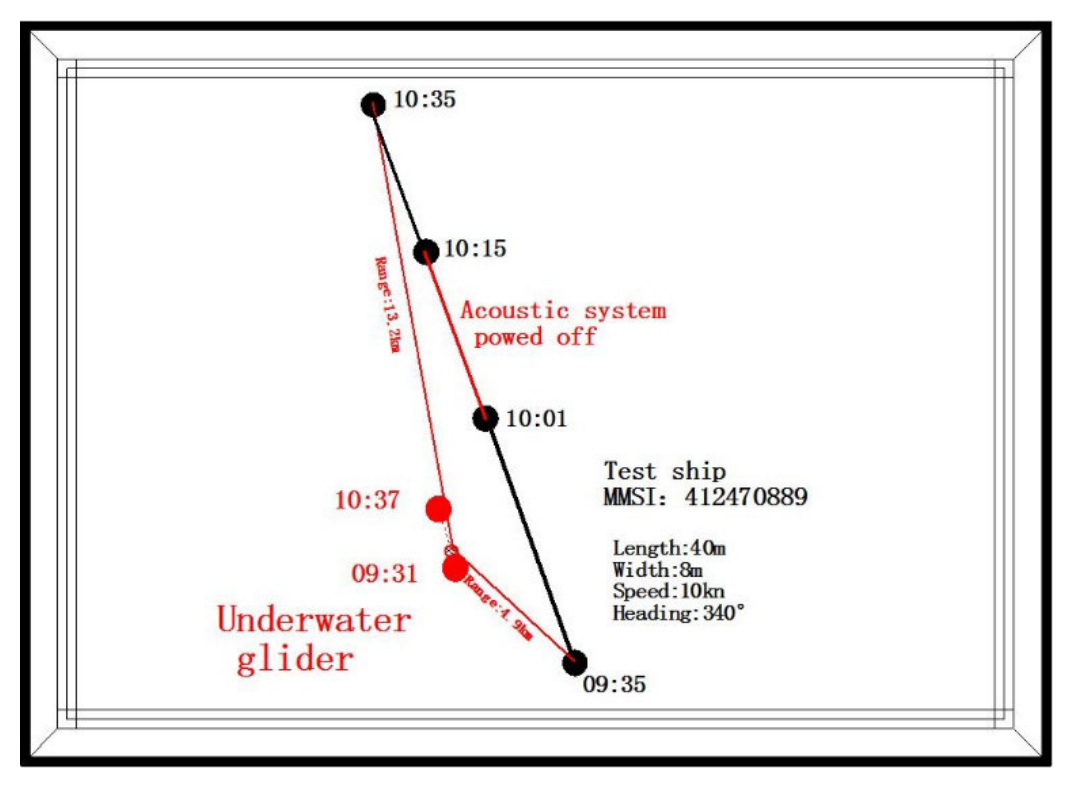 10:35
10:15
Range:13.2km
Acoustic system
powed off
10:01
Test ship
MMSI: 412470889
10:37
Length:40m
Width:8m
Speed:10kn
Heading:340°
09:31
Range:4.9km
Underwater
glider
09:35